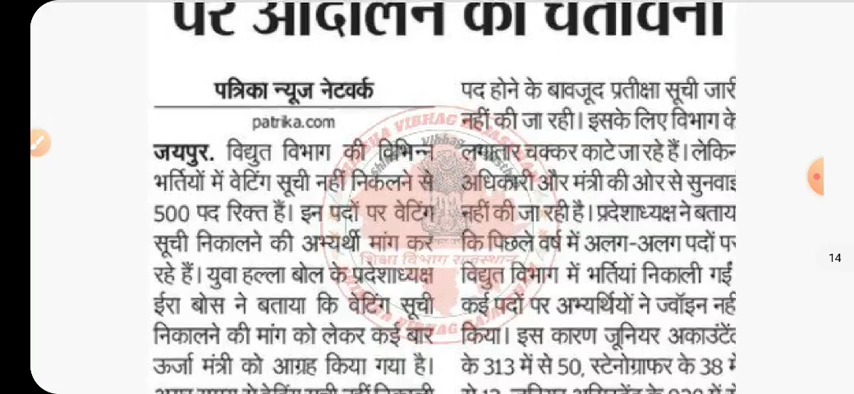 पर आंदोलन की चेतावनी
पत्रिका न्यूज नेटवर्क
patrika.com
जयपुर. विद्युत विभाग की विभिन्न
भर्तियों में वेटिंग सूची नहीं निकलने से
500 पद रिक्त हैं। इन पदों पर वेटिंग
सूची निकालने की अभ्यर्थी मांग कर
रहे हैं। युवा हल्ला बोल के प्रदेशाध्यक्ष
ईरा बोस ने बताया कि वेटिंग सूची
निकालने की मांग को लेकर कई बार
ऊर्जा मंत्री को आग्रह किया गया है।
पद होने के बावजूद प्रतीक्षा सूची जारी
नहीं की जा रही। इसके लिए विभाग के
लगातार चक्कर काटे जा रहे हैं। लेकिन
अधिकारी और मंत्री की ओर से सुनवाई
नहीं की जा रही है। प्रदेशाध्यक्ष ने बताय
कि पिछले वर्ष में अलग-अलग पदों पर
विद्युत विभाग में भर्तियां निकाली गईं
कई पदों पर अभ्यर्थियों ने ज्वॉइन नही
किया। इस कारण जूनियर अकाउंटेंट
के 313 में से 50, स्टेनोग्राफर के 38 में
शिक्षा विभाग राजस्थान
SHIKSHA VIBHAG RAJASTHAN
14